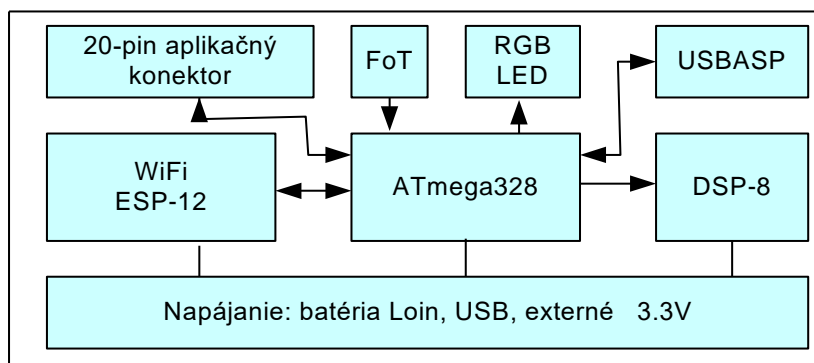 20-pin aplikačný
konektor
FoT
RGB
LED
USBASP
WiFi
ESP-12
ATmega328
DSP-8
Napájanie: batéria Loin, USB, externé 3.3V